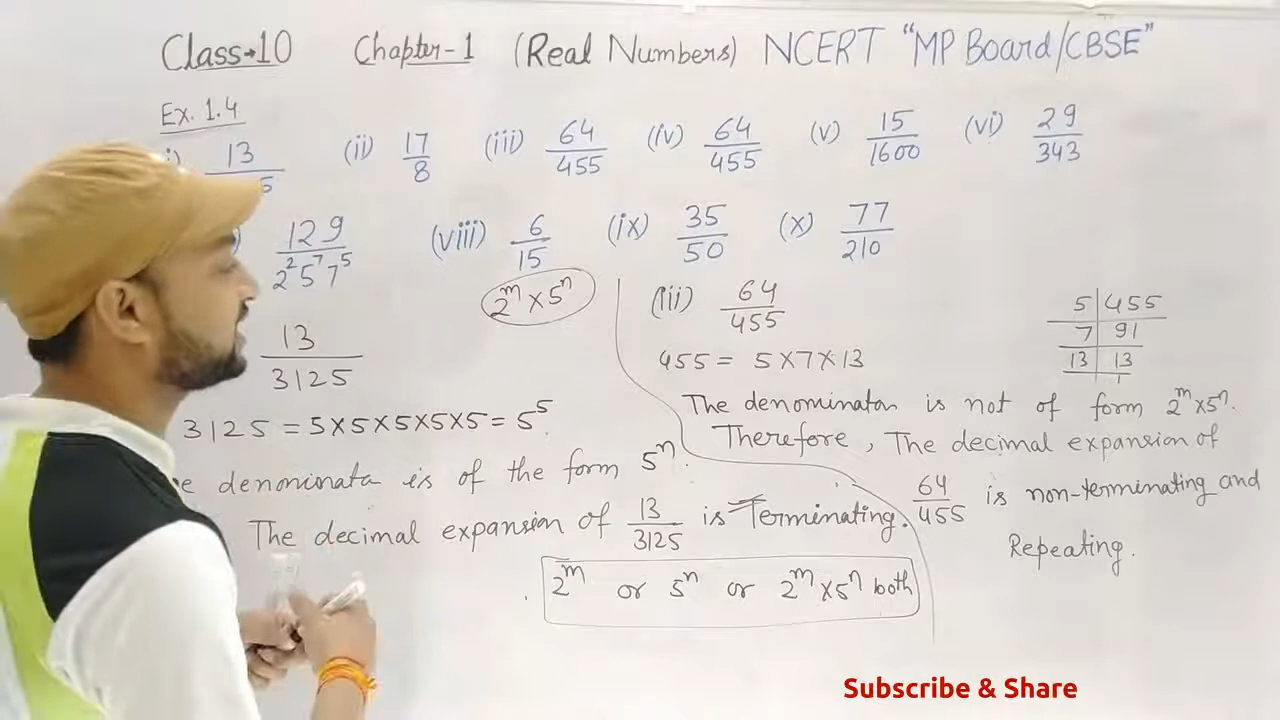 Class→10 Chapter-1 (Real Numbers) NCERT "MP Board/CBSE"
Ex. 1.4
i) 13/5 (ii) 17/8 (iii) 64/455 (iv) 64/455 (v) 15/1600 (vi) 29/343
) 129/2²5⁷7⁵ (viii) 6/15 (ix) 35/50 (x) 77/210
2ᵐ×5ⁿ
13/3125
3125 = 5×5×5×5×5 = 5⁵.
e denominata is of the form 5ⁿ.
The decimal expansion of 13/3125 is Terminating.
2ᵐ or 5ⁿ or 2ᵐ×5ⁿ both
(iii) 64/455
455 = 5×7×13
5 | 455
7 | 91
13 | 13
1
The denominator is not of form 2ᵐ×5ⁿ.
Therefore, The decimal expansion of
64/455 is non-terminating and
Repeating.
Subscribe & Share